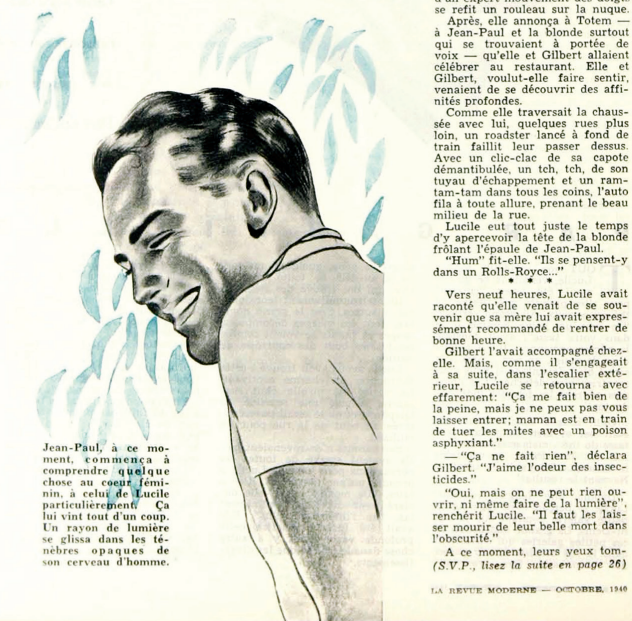 Jean-Paul, à ce mo-
ment, commença à
comprendre quelque
chose au coeur fémi-
nin, à celui de Lucile
particulièrement. Ça
lui vint tout d'un coup.
Un rayon de lumière
se glissa dans les té-
nèbres opaques de
son cerveau d'homme.
se refit un rouleau sur la nuque.
Après, elle annonça à Totem —
à Jean-Paul et la blonde surtout
qui se trouvaient à portée de
voix — qu'elle et Gilbert allaient
célébrer au restaurant. Elle et
Gilbert, voulut-elle faire sentir,
venaient de se découvrir des affi-
nités profondes.
Comme elle traversait la chaus-
sée avec lui, quelques rues plus
loin, un roadster lancé à fond de
train faillit leur passer dessus.
Avec un clic-clac de sa capote
démantibulée, un tch, tch, de son
tuyau d'échappement et un ram-
tam-tam dans tous les coins, l'auto
fila à toute allure, prenant le beau
milieu de la rue.
Lucile eut tout juste le temps
d'y apercevoir la tête de la blonde
frôlant l'épaule de Jean-Paul.
"Hum" fit-elle. "Ils se pensent-y
dans un Rolls-Royce..."
* * *
Vers neuf heures, Lucile avait
raconté qu'elle venait de se sou-
venir que sa mère lui avait expres-
sément recommandé de rentrer de
bonne heure.
Gilbert l'avait accompagné chez-
elle. Mais, comme il s'engageait
à sa suite, dans l'escalier exté-
rieur, Lucile se retourna avec
effarement: "Ça me fait bien de
la peine, mais je ne peux pas vous
laisser entrer; maman est en train
de tuer les mites avec un poison
asphyxiant."
— "Ça ne fait rien", déclara
Gilbert. "J'aime l'odeur des insec-
ticides."
"Oui, mais on ne peut rien ou-
vrir, ni même faire de la lumière",
renchérit Lucile. "Il faut les lais-
ser mourir de leur belle mort dans
l'obscurité."
A ce moment, leurs yeux tom-
(S.V.P., lisez la suite en page 26)
LA REVUE MODERNE — OCTOBRE, 1940